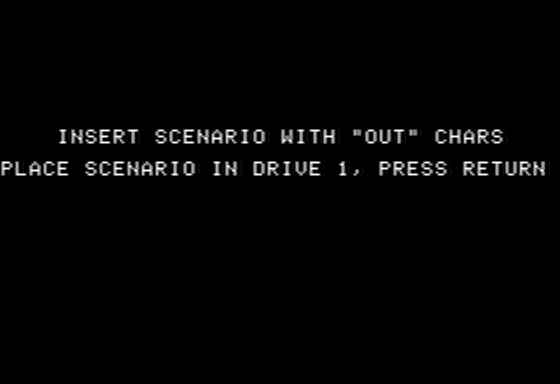 INSERT SCENARIO WITH "OUT" CHARS
PLACE SCENARIO IN DRIVE 1, PRESS RETURN